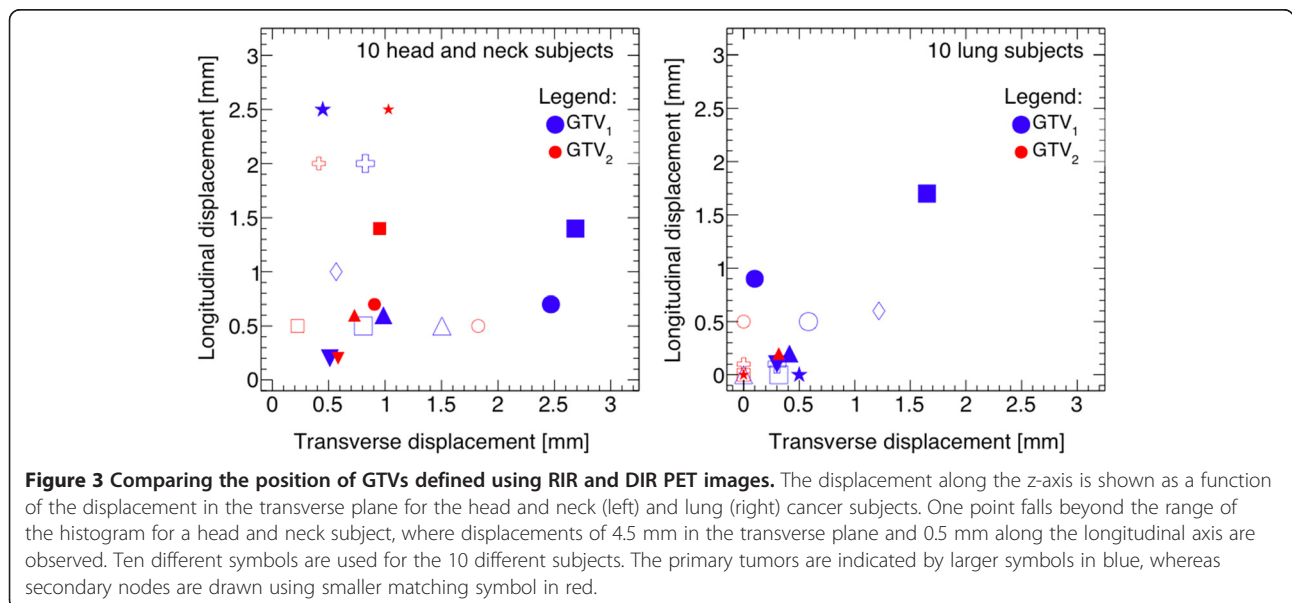 10 head and neck subjects
Legend:
GTV1
GTV2
Longitudinal displacement [mm]
3
2.5
2
1.5
1
0.5
0
0 0.5 1 1.5 2 2.5 3
Transverse displacement [mm]
10 lung subjects
Legend:
GTV1
GTV2
Longitudinal displacement [mm]
3
2.5
2
1.5
1
0.5
0
0 0.5 1 1.5 2 2.5 3
Transverse displacement [mm]
Figure 3 Comparing the position of GTVs defined using RIR and DIR PET images. The displacement along the z-axis is shown as a function
of the displacement in the transverse plane for the head and neck (left) and lung (right) cancer subjects. One point falls beyond the range of
the histogram for a head and neck subject, where displacements of 4.5 mm in the transverse plane and 0.5 mm along the longitudinal axis are
observed. Ten different symbols are used for the 10 different subjects. The primary tumors are indicated by larger symbols in blue, whereas
secondary nodes are drawn using smaller matching symbol in red.